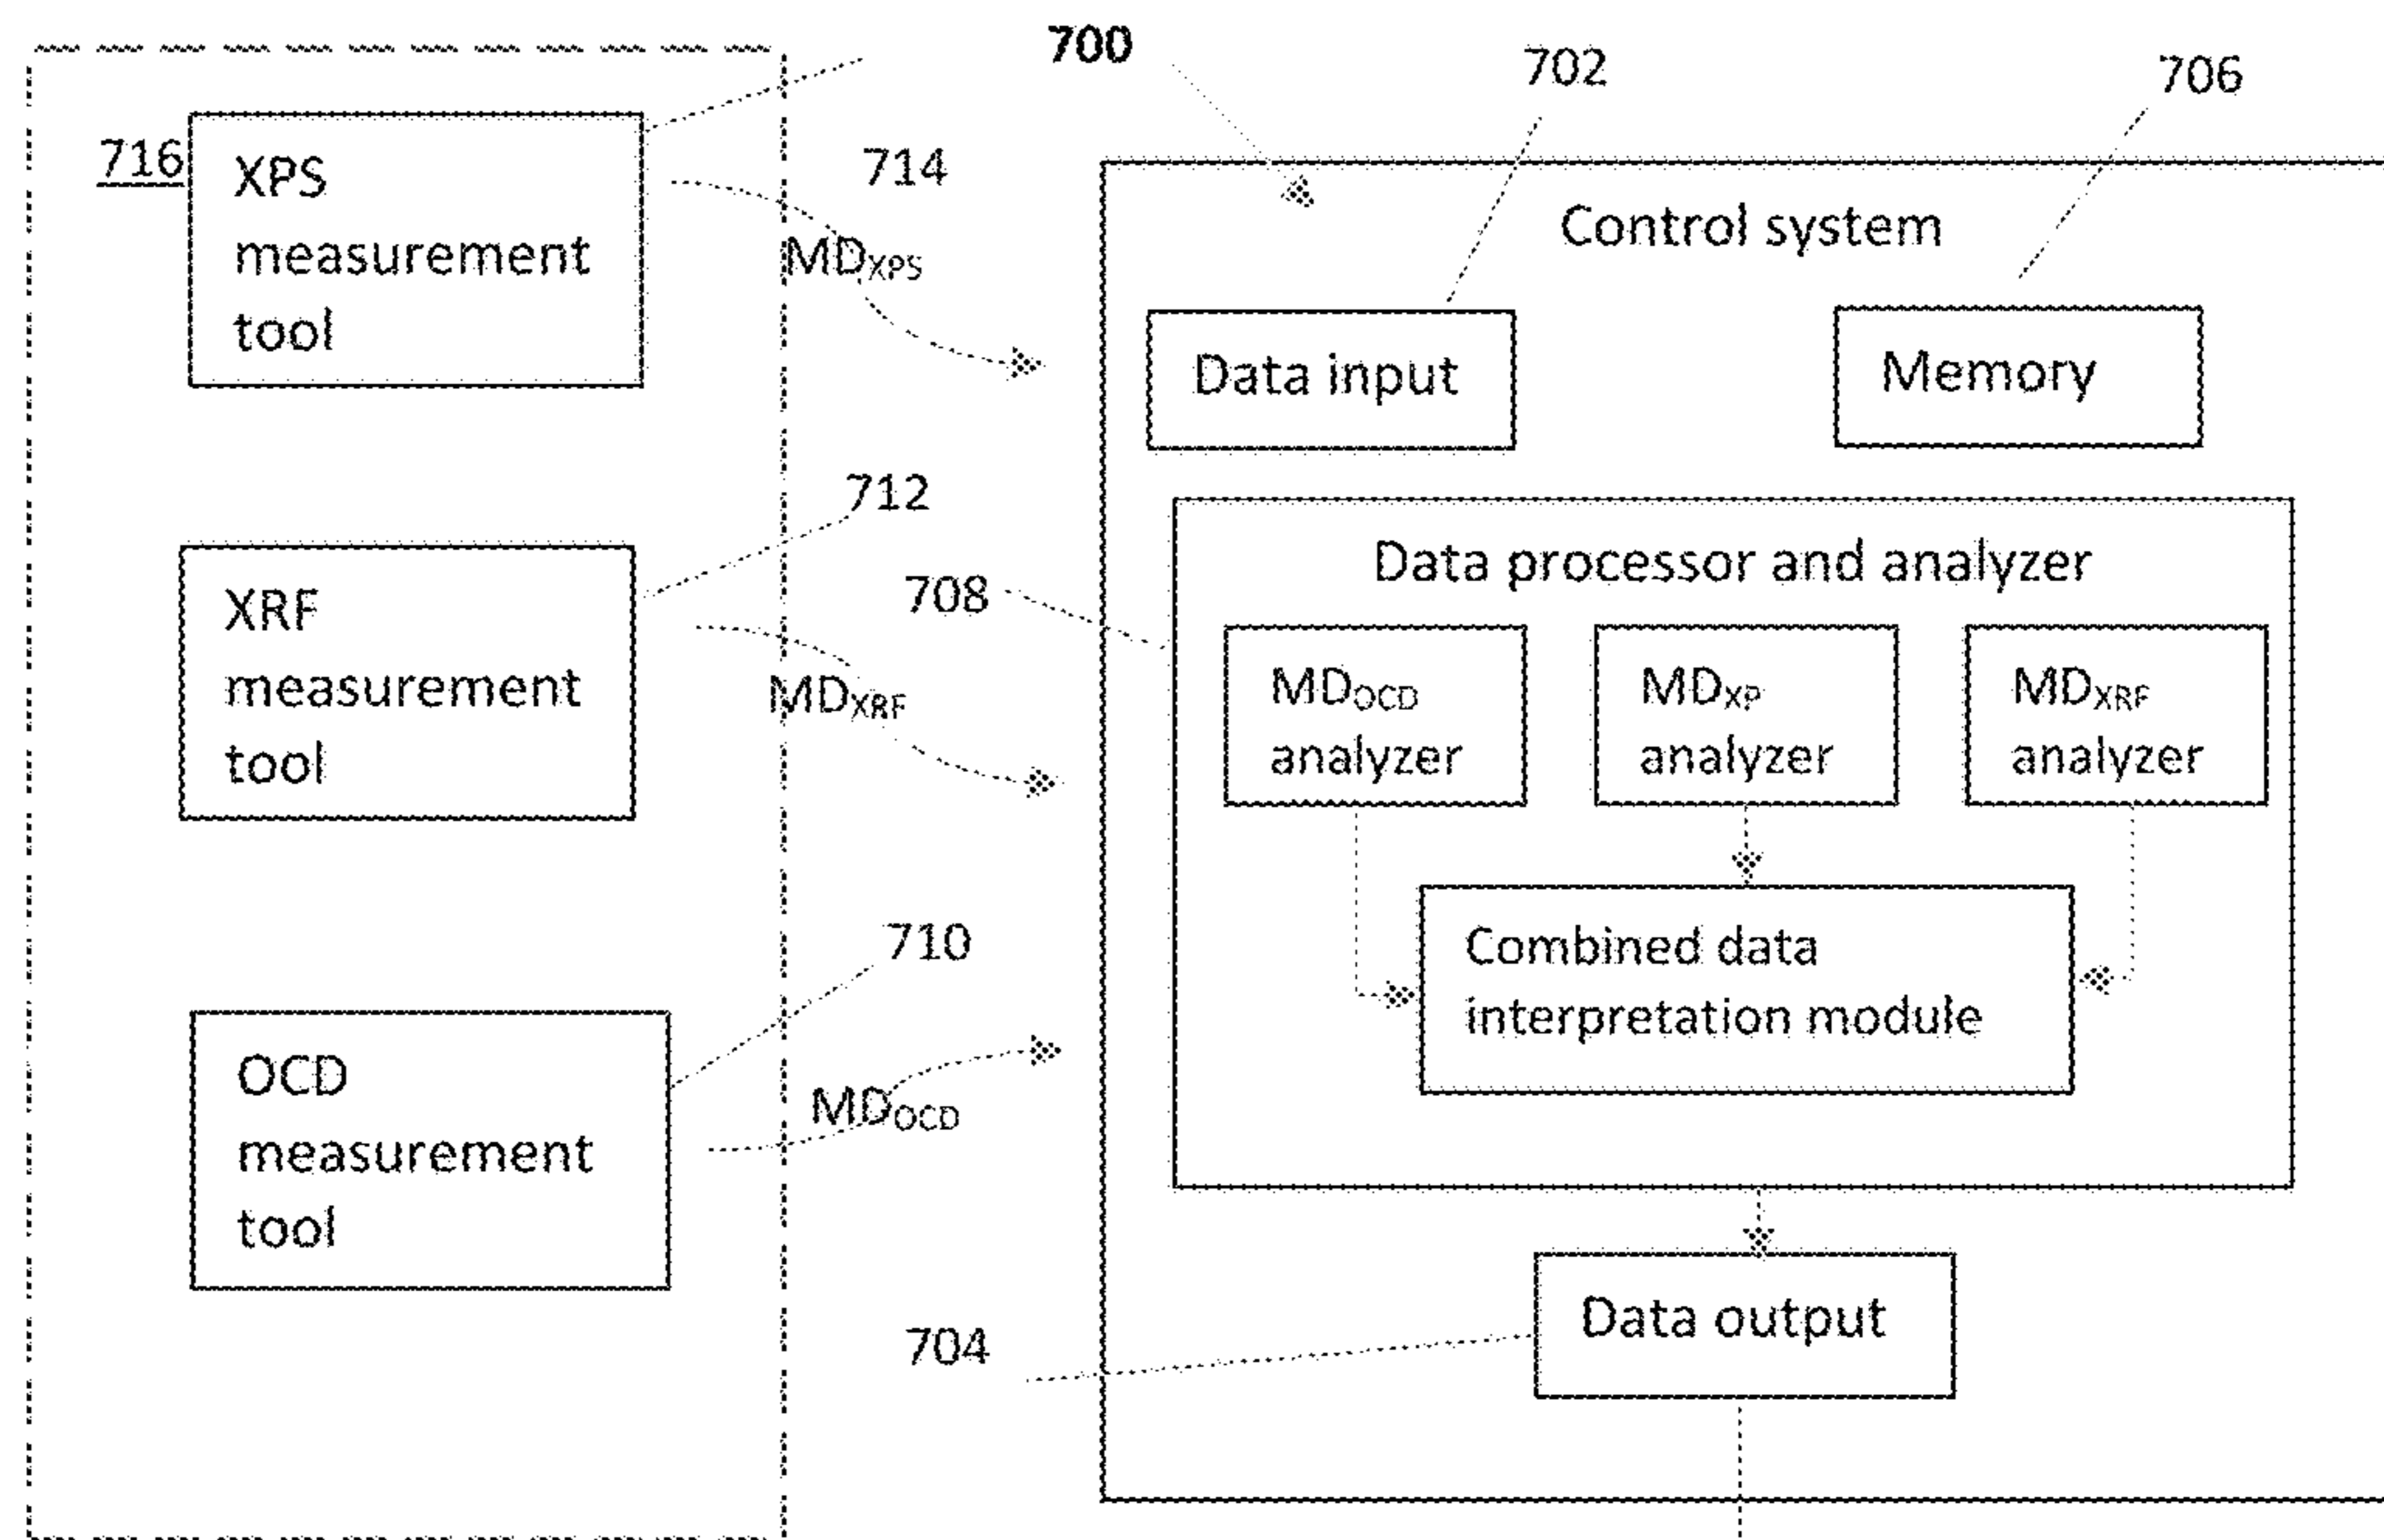 700
702
706
716
XPS
measurement
tool
714
MDXPS
Control system
Data input
Memory
712
XRF
measurement
tool
MDXRF
708
Data processor and analyzer
MDOCD
analyzer
MDXP
analyzer
MDXRF
analyzer
Combined data
interpretation module
710
OCD
measurement
tool
MDOCD
704
Data output